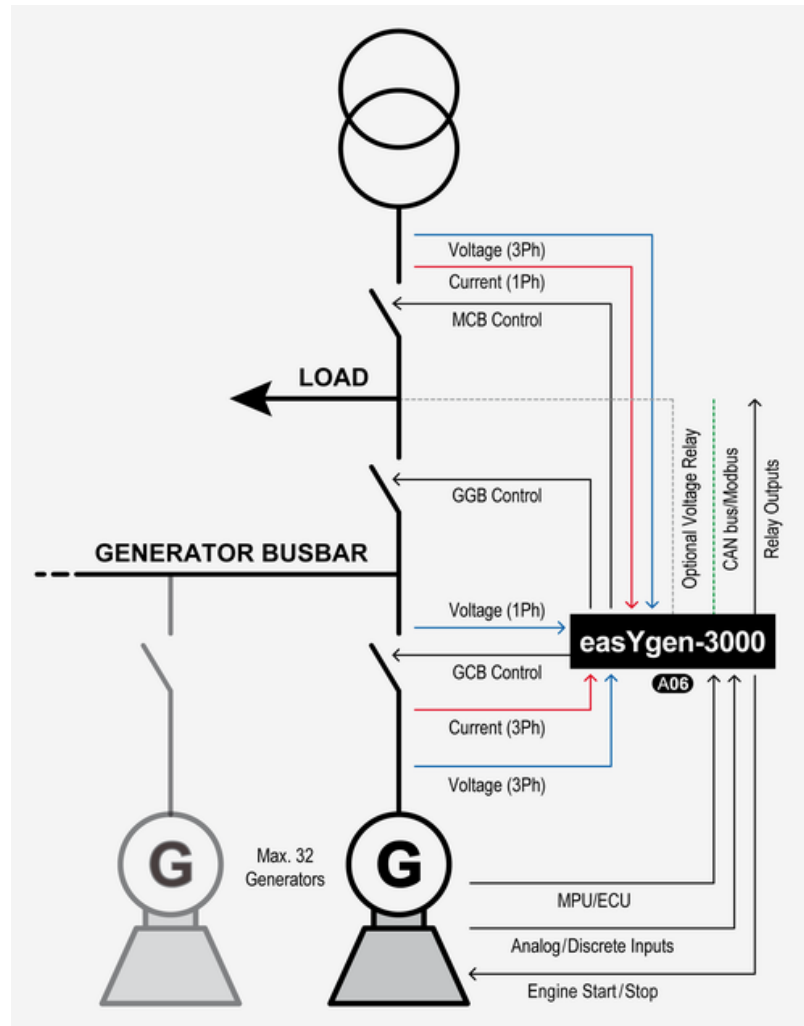 Voltage (3Ph)
Current (1Ph)
MCB Control
LOAD
GGB Control
Optional Voltage Relay
CAN bus/Modbus
Relay Outputs
GENERATOR BUSBAR
Voltage (1Ph)
easYgen-3000
GCB Control
A06
Current (3Ph)
Voltage (3Ph)
G
Max. 32
Generators
G
MPU/ECU
Analog/Discrete Inputs
Engine Start/Stop